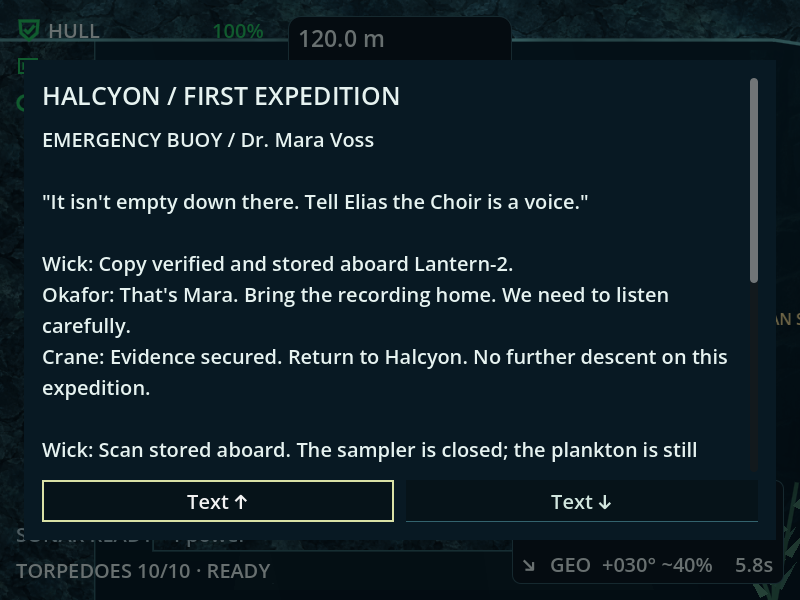 HULL 100%
120.0 m
HALCYON / FIRST EXPEDITION
EMERGENCY BUOY / Dr. Mara Voss
"It isn't empty down there. Tell Elias the Choir is a voice."
Wick: Copy verified and stored aboard Lantern-2.
Okafor: That's Mara. Bring the recording home. We need to listen
carefully.
Crane: Evidence secured. Return to Halcyon. No further descent on this
expedition.
Wick: Scan stored aboard. The sampler is closed; the plankton is still
Text ↑ Text ↓
TORPEDOES 10/10 · READY
↘ GEO +030° ~40% 5.8s